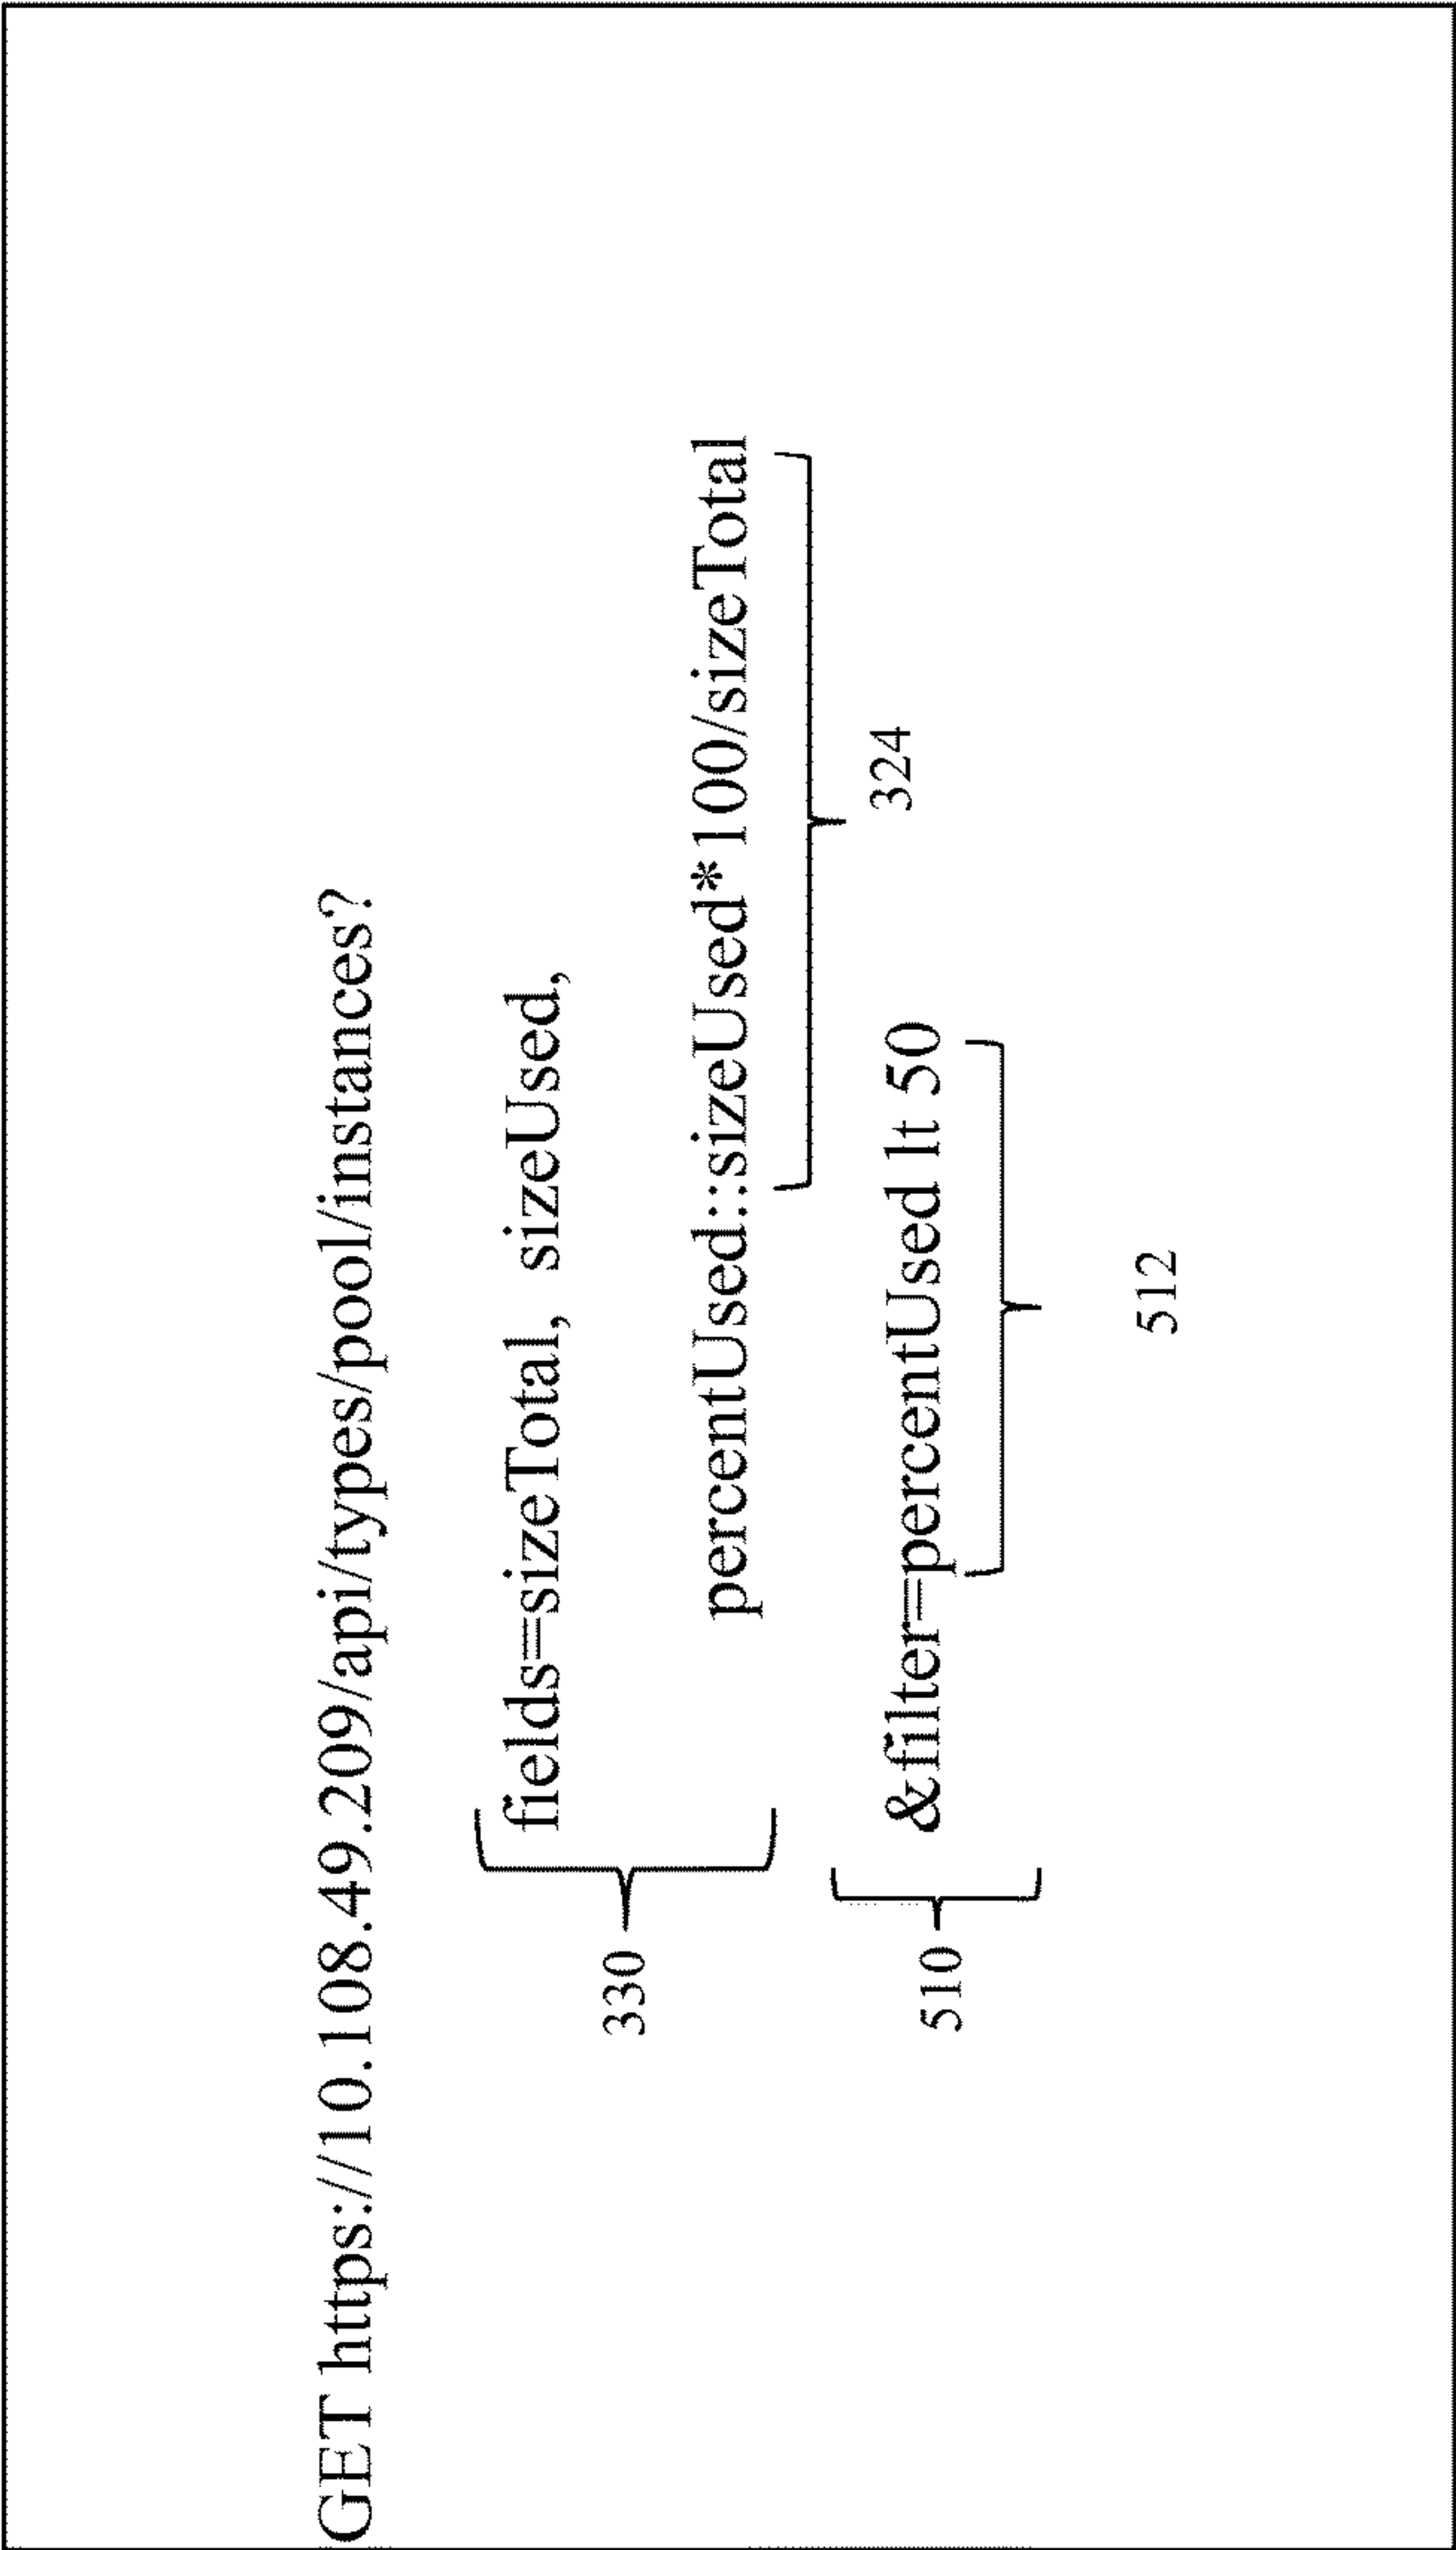 GET https://10.108.49.209/api/types/pool/instances?
fields=sizeTotal, sizeUsed,
330
percentUsed::sizeUsed*100/sizeTotal
324
&filter=percentUsed lt 50
510
512